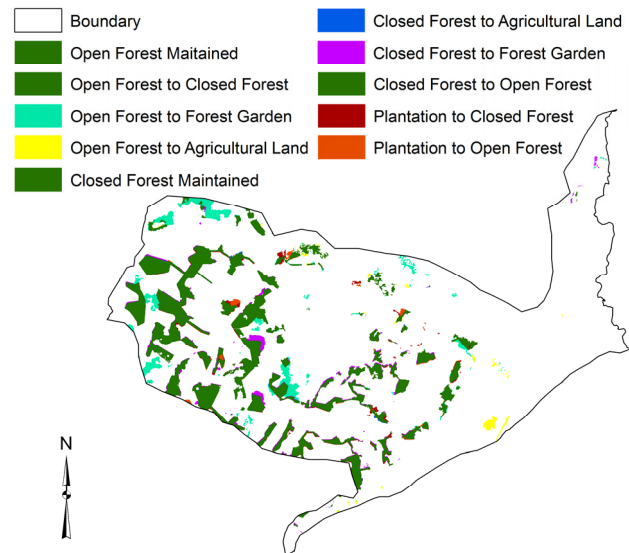 Boundary
Open Forest Maitained
Open Forest to Closed Forest
Open Forest to Forest Garden
Open Forest to Agricultural Land
Closed Forest Maintained
Closed Forest to Agricultural Land
Closed Forest to Forest Garden
Closed Forest to Open Forest
Plantation to Closed Forest
Plantation to Open Forest
N